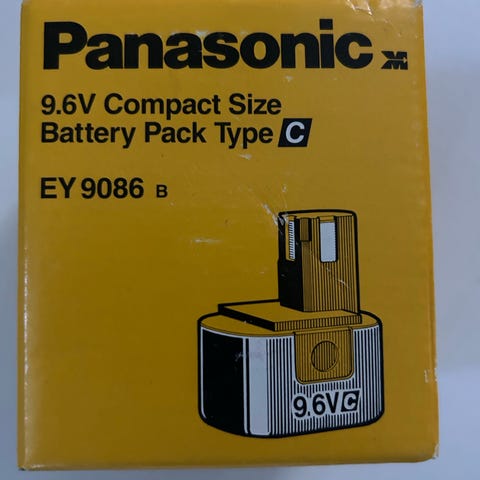 Panasonic
9.6V Compact Size
Battery Pack Type C
EY 9086 B
9.6V C